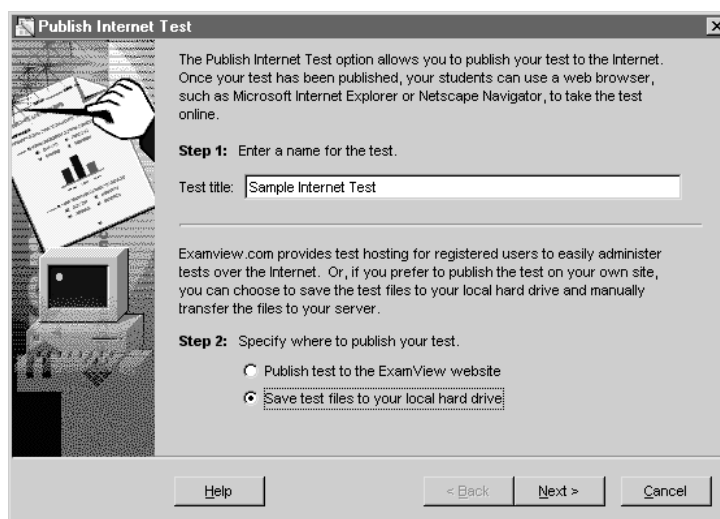 Publish Internet Test
The Publish Internet Test option allows you to publish your test to the Internet.
Once your test has been published, your students can use a web browser,
such as Microsoft Internet Explorer or Netscape Navigator, to take the test
online.
Step 1: Enter a name for the test.
Test title: Sample Internet Test
Examview.com provides test hosting for registered users to easily administer
tests over the Internet. Or, if you prefer to publish the test on your own site,
you can choose to save the test files to your local hard drive and manually
transfer the files to your server.
Step 2: Specify where to publish your test.
Publish test to the ExamView website
Save test files to your local hard drive
Help < Back Next > Cancel